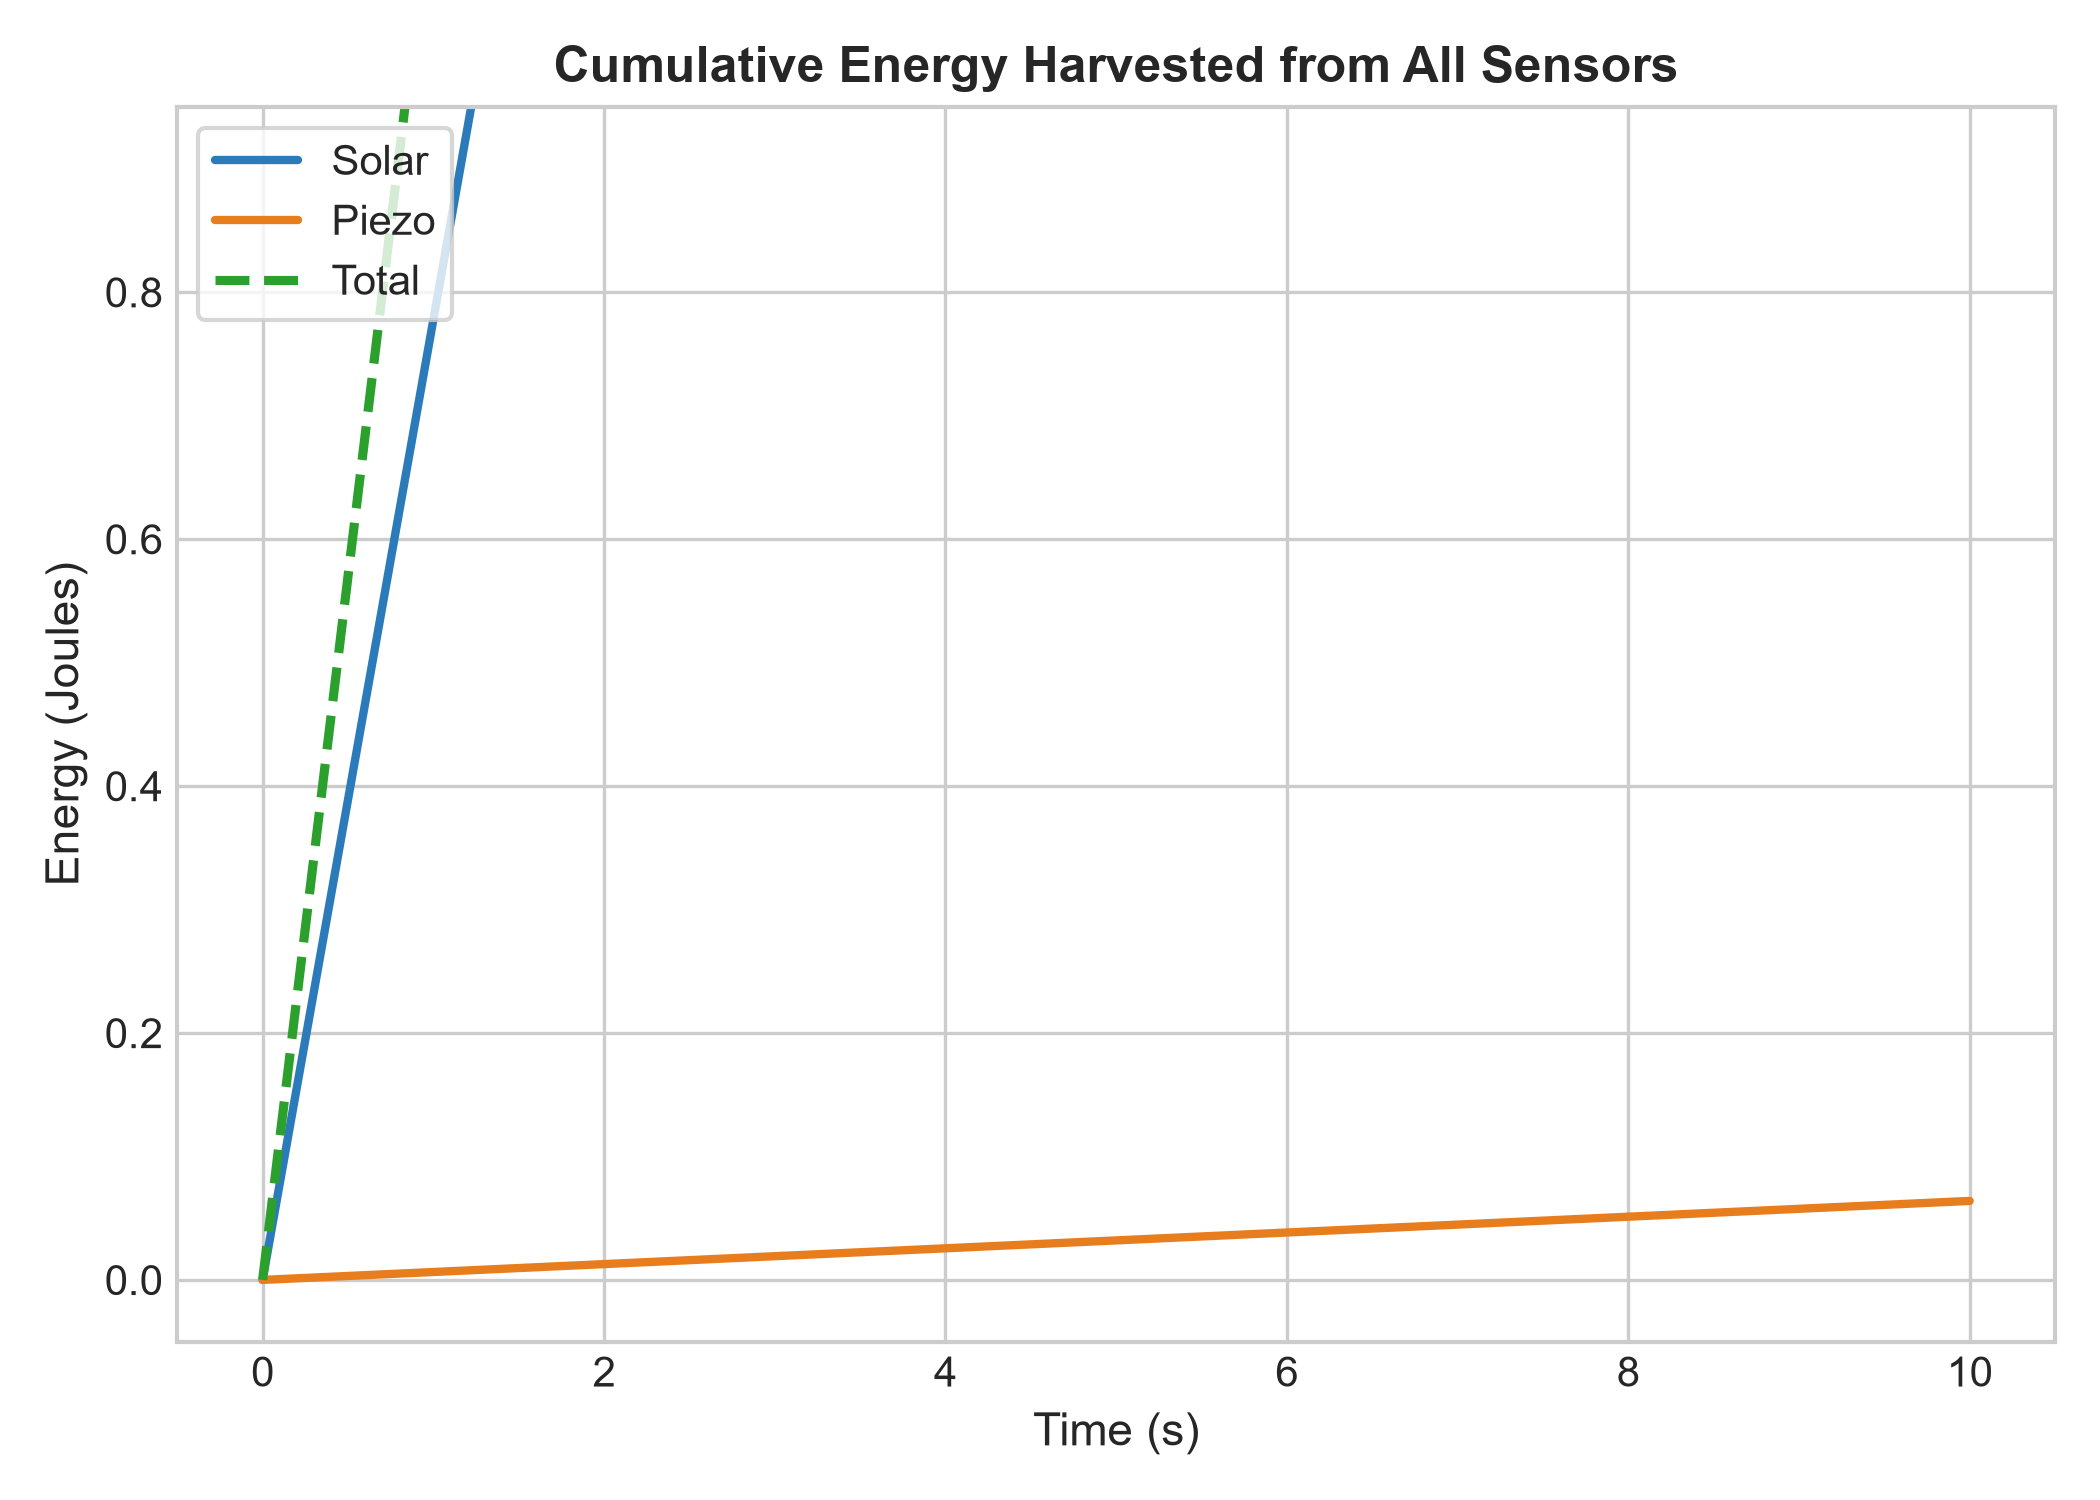 Cumulative Energy Harvested from All Sensors
Solar
Piezo
Total
Energy (Joules)
0.8
0.6
0.4
0.2
0.0
0 2 4 6 8 10
Time (s)